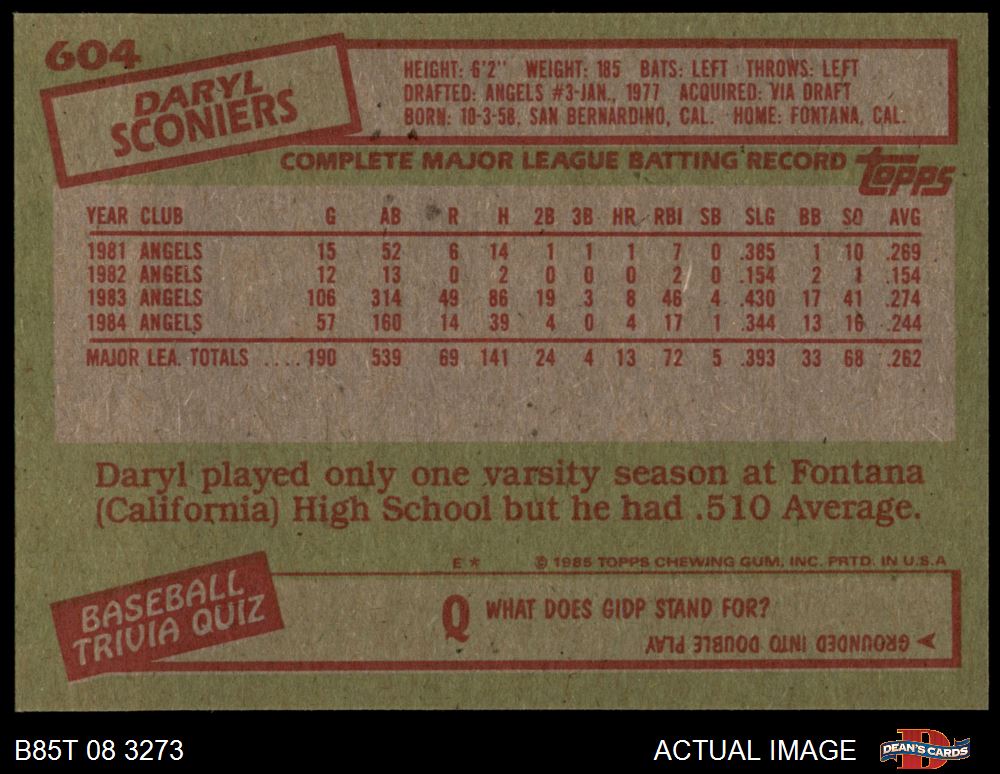 604
DARYL
SCONIERS
HEIGHT: 6'2" WEIGHT: 185 BATS: LEFT THROWS: LEFT
DRAFTED: ANGELS #3-JAN., 1977 ACQUIRED: VIA DRAFT
BORN: 10-3-58, SAN BERNARDINO, CAL. HOME: FONTANA, CAL.
COMPLETE MAJOR LEAGUE BATTING RECORD topps
YEAR CLUB G AB R H 2B 3B HR RBI SB SLG BB SO AVG
1981 ANGELS 15 52 6 14 1 1 1 7 0 .385 1 10 .269
1982 ANGELS 12 13 0 2 0 0 0 2 0 .154 2 1 .154
1983 ANGELS 106 314 49 86 19 3 8 46 4 .430 17 41 .274
1984 ANGELS 57 160 14 39 4 0 4 17 1 .344 13 16 .244
MAJOR LEA. TOTALS ....190 539 69 141 24 4 13 72 5 .393 33 68 .262
Daryl played only one varsity season at Fontana
(California) High School but he had .510 Average.
E * © 1985 TOPPS CHEWING GUM, INC. PRTD. IN U.S.A
BASEBALL
TRIVIA QUIZ
Q WHAT DOES GIDP STAND FOR?
GROUNDED INTO DOUBLE PLAY
B85T 08 3273 ACTUAL IMAGE DEAN'S CARDS